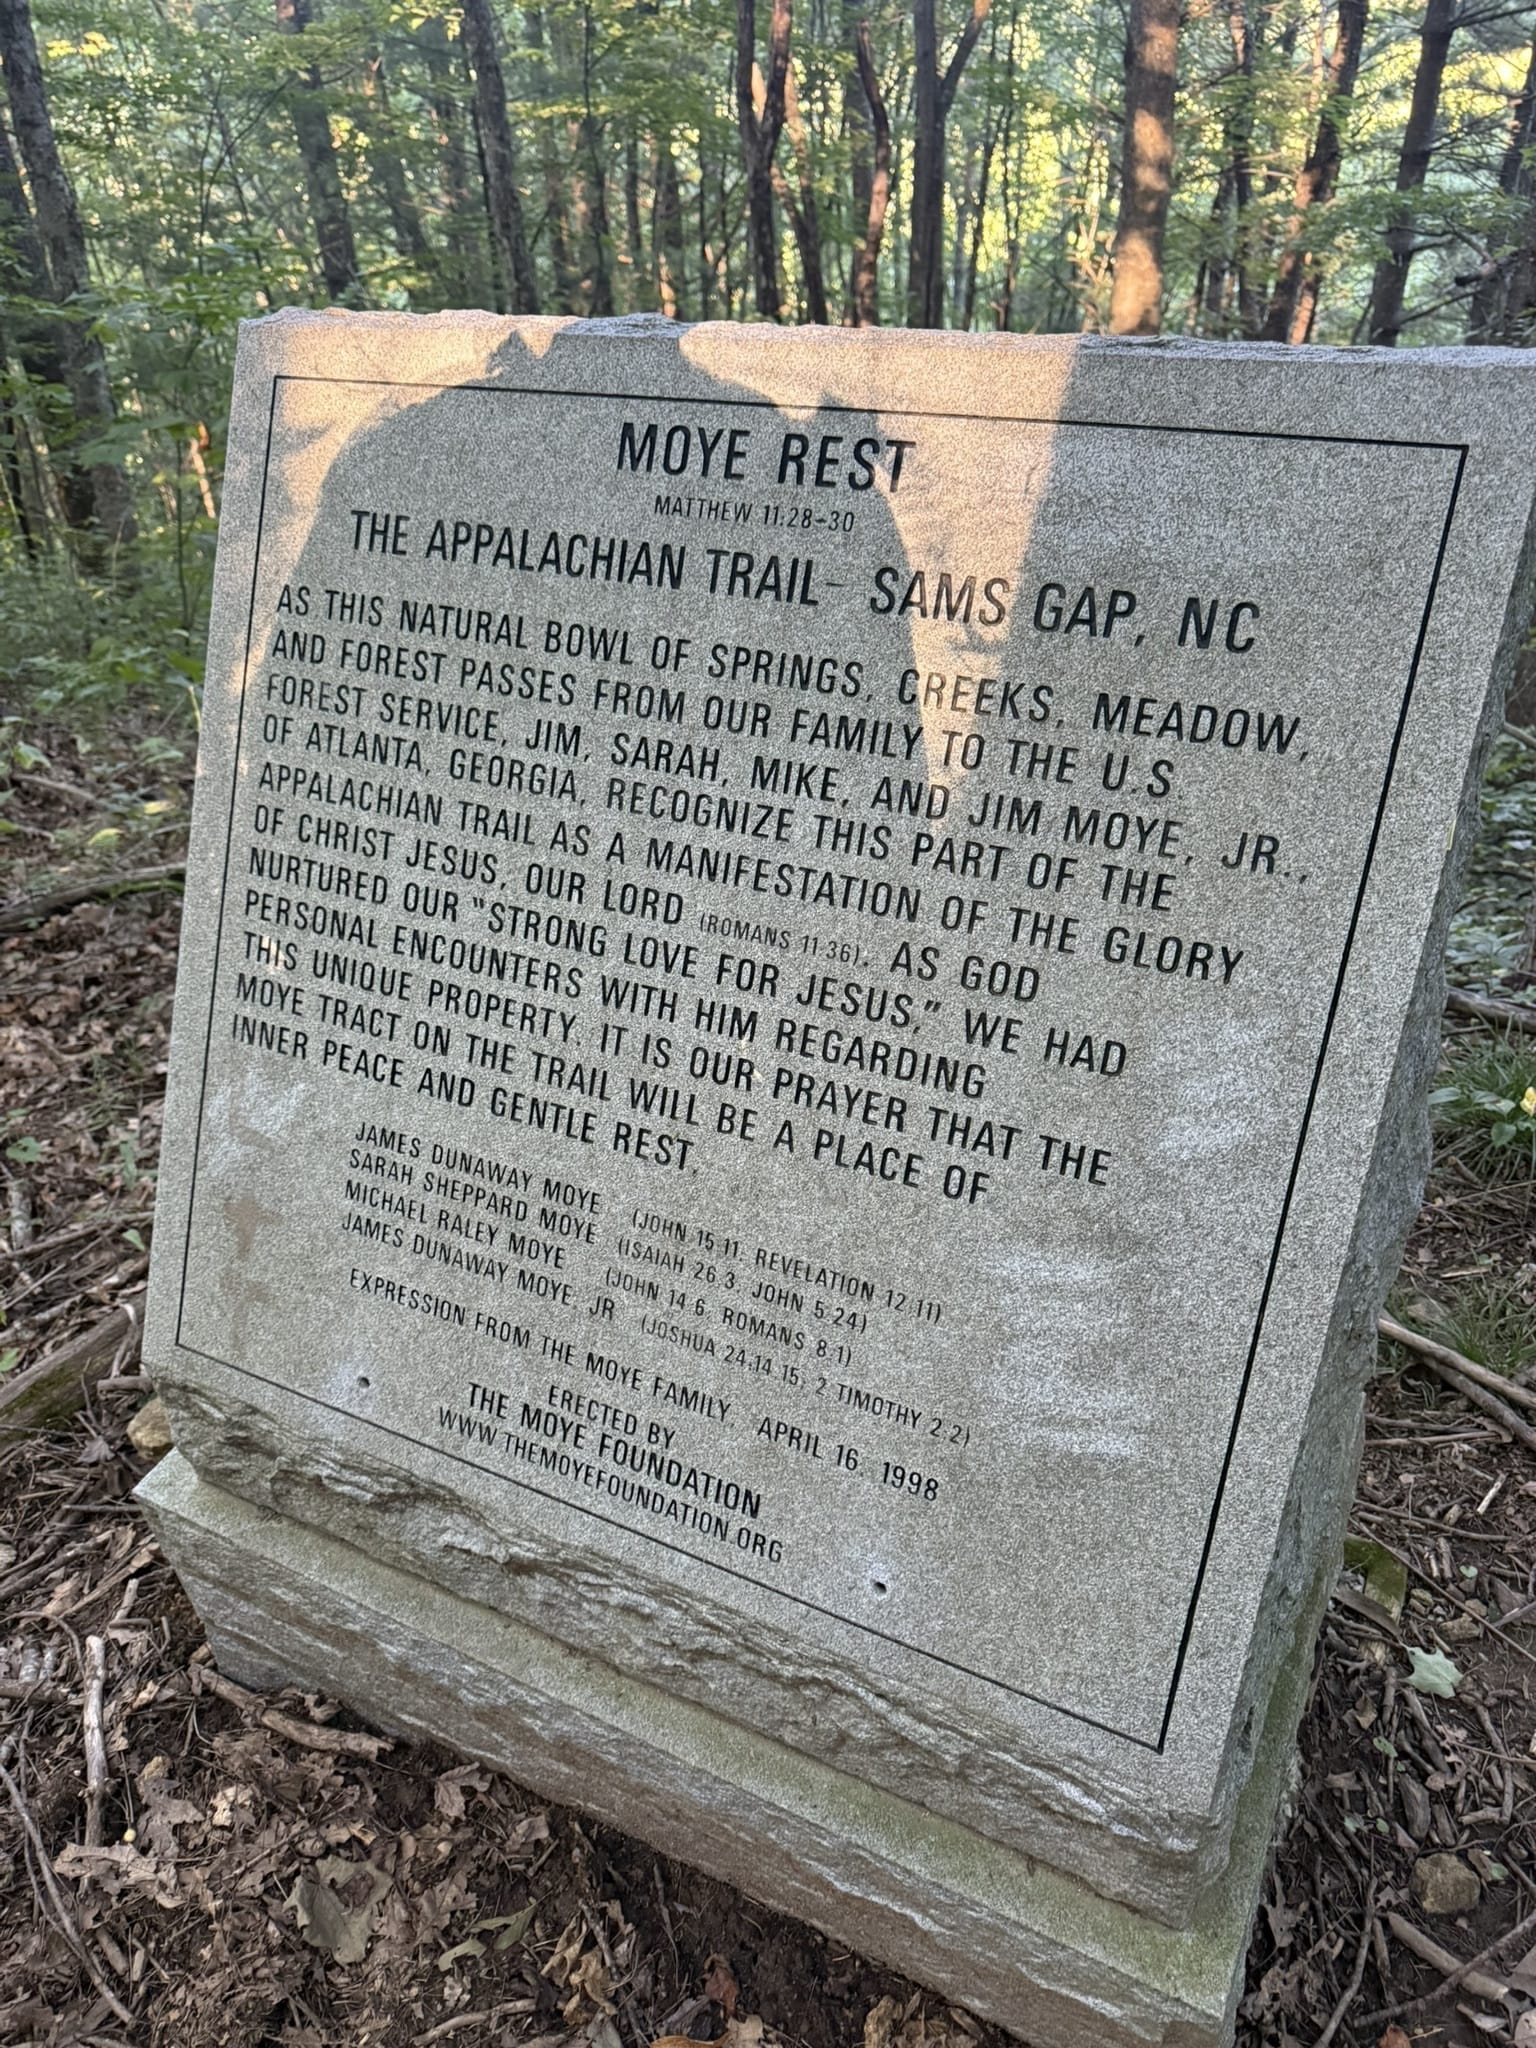 MOYE REST
MATTHEW 11:28-30
THE APPALACHIAN TRAIL- SAMS GAP, NC
AS THIS NATURAL BOWL OF SPRINGS, CREEKS, MEADOW,
AND FOREST PASSES FROM OUR FAMILY TO THE U.S.
FOREST SERVICE, JIM, SARAH, MIKE, AND JIM MOYE, JR.,
OF ATLANTA, GEORGIA, RECOGNIZE THIS PART OF THE
APPALACHIAN TRAIL AS A MANIFESTATION OF THE GLORY
OF CHRIST JESUS, OUR LORD (ROMANS 11:36). AS GOD
NURTURED OUR "STRONG LOVE FOR JESUS," WE HAD
PERSONAL ENCOUNTERS WITH HIM REGARDING
THIS UNIQUE PROPERTY. IT IS OUR PRAYER THAT THE
MOYE TRACT ON THE TRAIL WILL BE A PLACE OF
INNER PEACE AND GENTLE REST.
JAMES DUNAWAY MOYE (JOHN 15:11, REVELATION 12:11)
SARAH SHEPPARD MOYE (ISAIAH 26:3, JOHN 5:24)
MICHAEL RALEY MOYE (JOHN 14:6, ROMANS 8:1)
JAMES DUNAWAY MOYE, JR (JOSHUA 24:14,15; 2 TIMOTHY 2:2)
EXPRESSION FROM THE MOYE FAMILY, APRIL 16, 1998
ERECTED BY
THE MOYE FOUNDATION
WWW.THEMOYEFOUNDATION.ORG